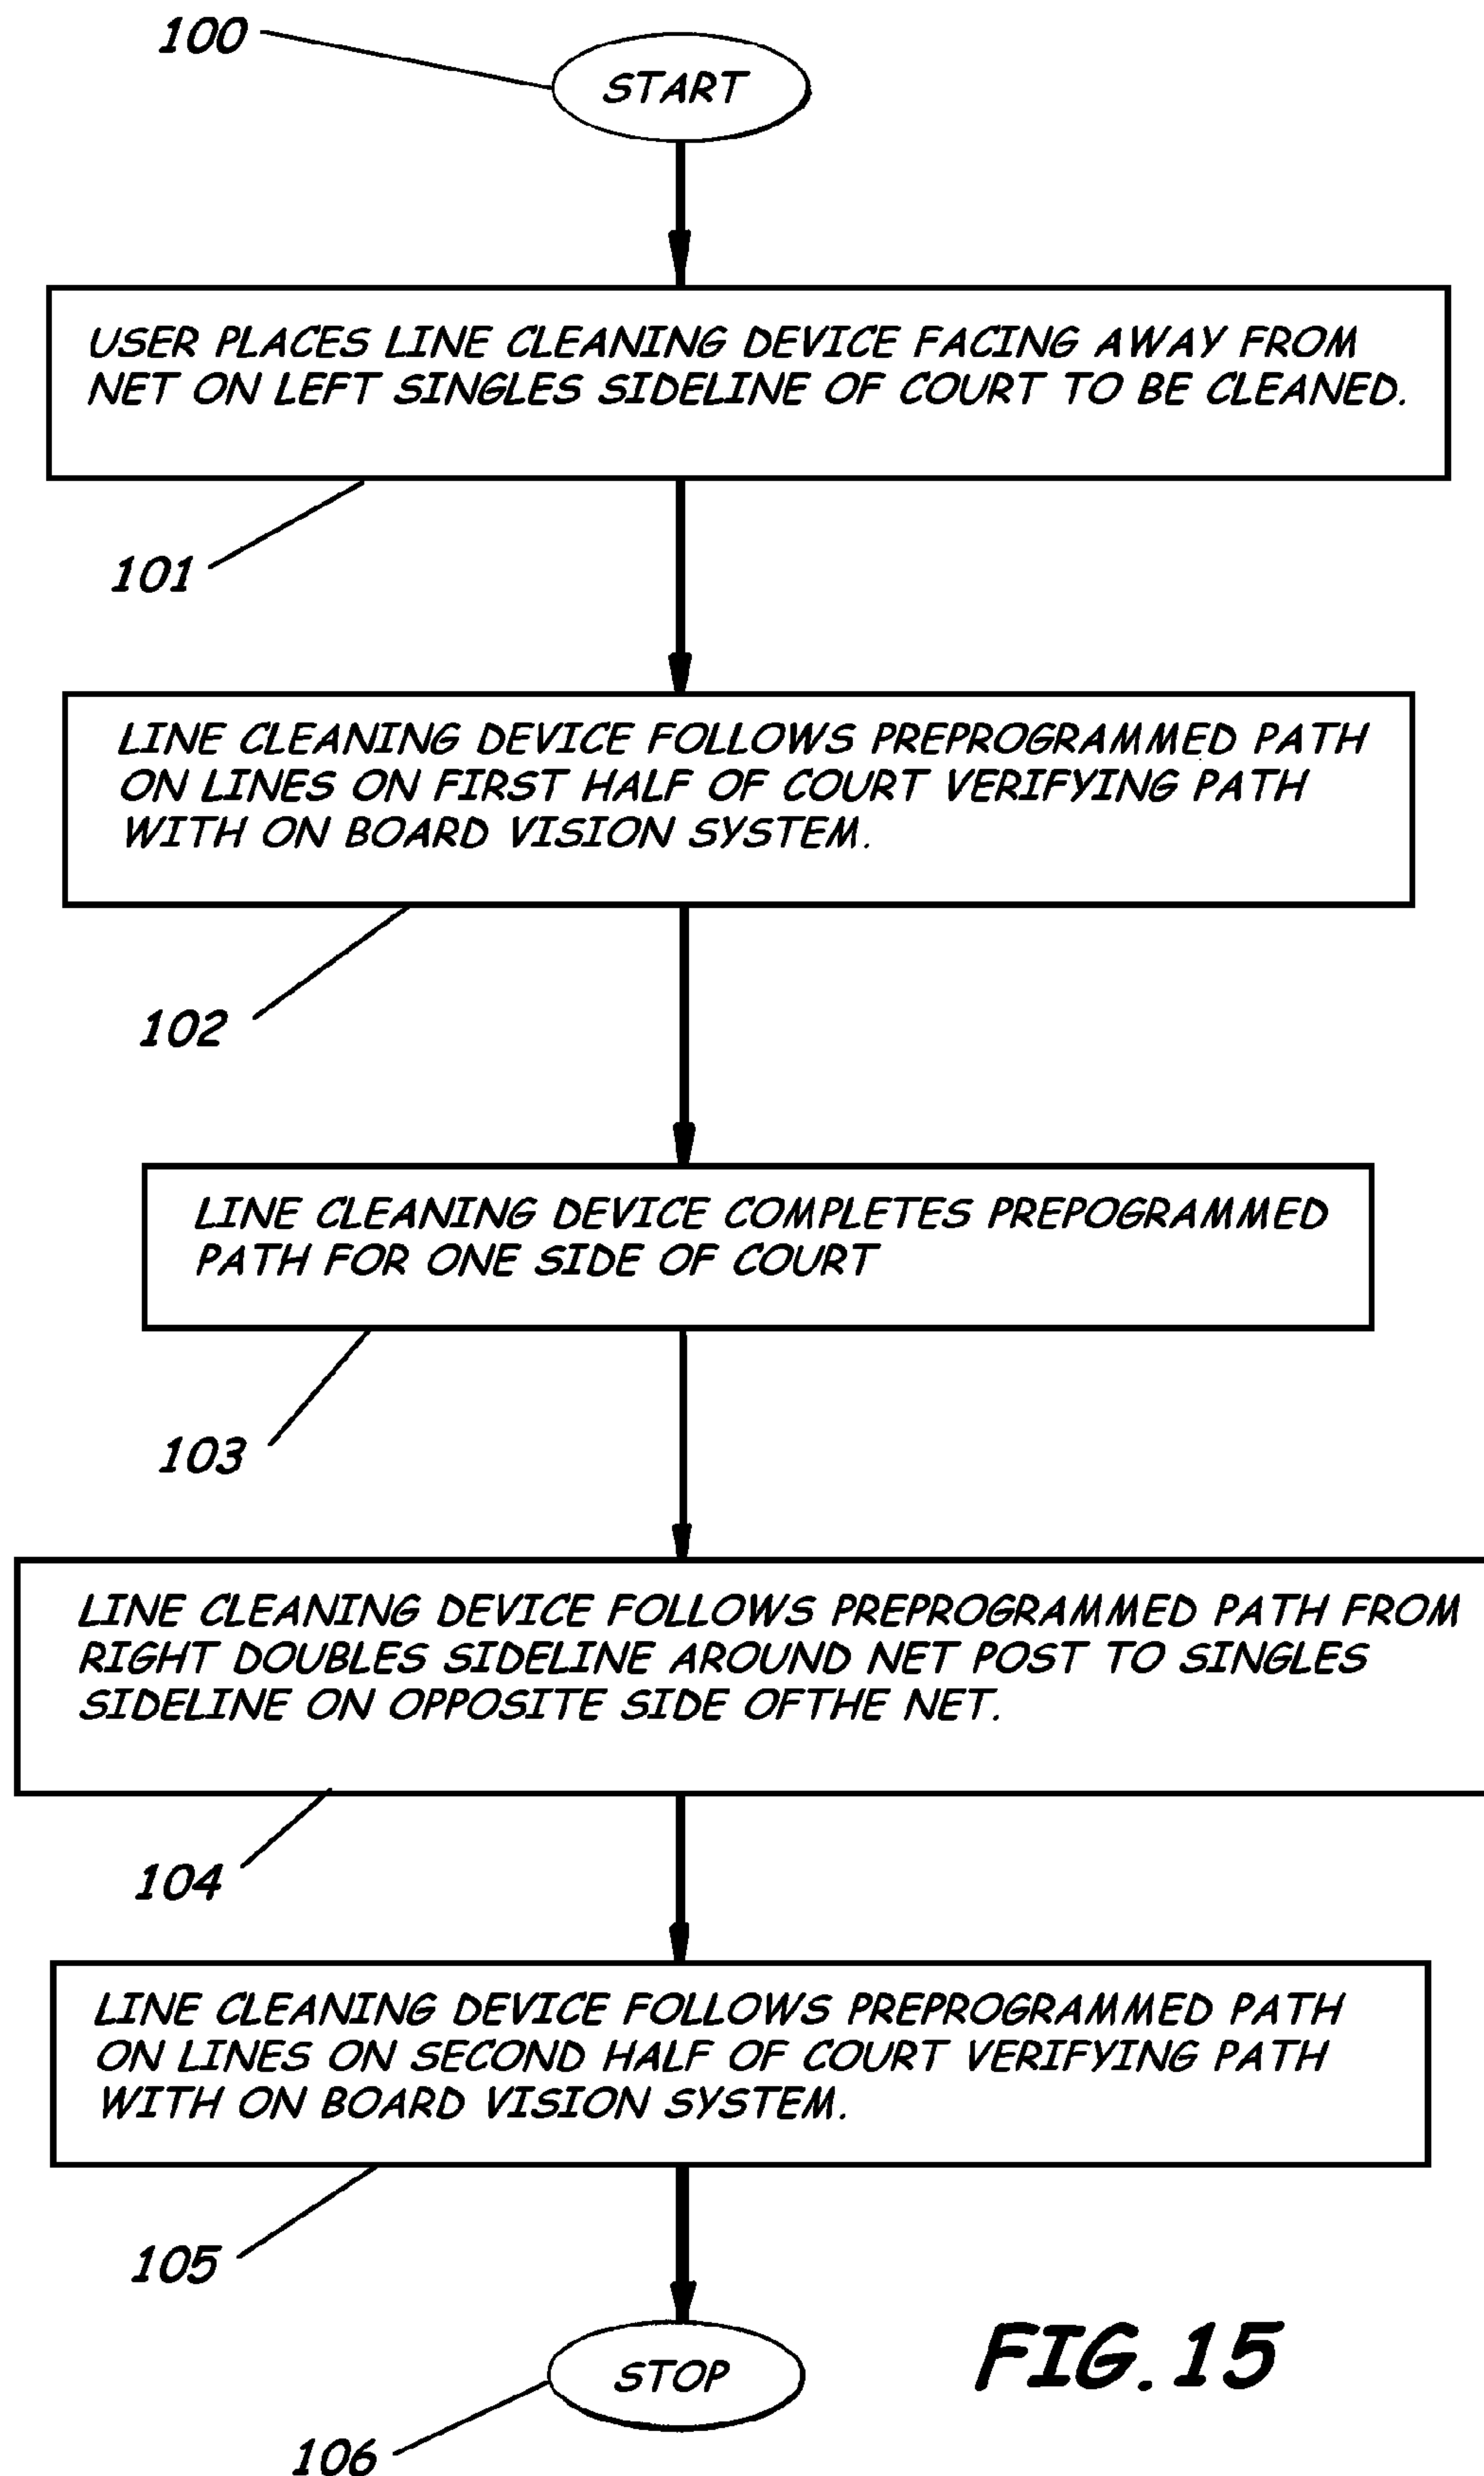 100
START
USER PLACES LINE CLEANING DEVICE FACING AWAY FROM
NET ON LEFT SINGLES SIDELINE OF COURT TO BE CLEANED.
101
LINE CLEANING DEVICE FOLLOWS PREPROGRAMMED PATH
ON LINES ON FIRST HALF OF COURT VERIFYING PATH
WITH ON BOARD VISION SYSTEM.
102
LINE CLEANING DEVICE COMPLETES PREPOGRAMMED
PATH FOR ONE SIDE OF COURT
103
LINE CLEANING DEVICE FOLLOWS PREPROGRAMMED PATH FROM
RIGHT DOUBLES SIDELINE AROUND NET POST TO SINGLES
SIDELINE ON OPPOSITE SIDE OFTHE NET.
104
LINE CLEANING DEVICE FOLLOWS PREPROGRAMMED PATH
ON LINES ON SECOND HALF OF COURT VERIFYING PATH
WITH ON BOARD VISION SYSTEM.
105
STOP
FIG. 15
106